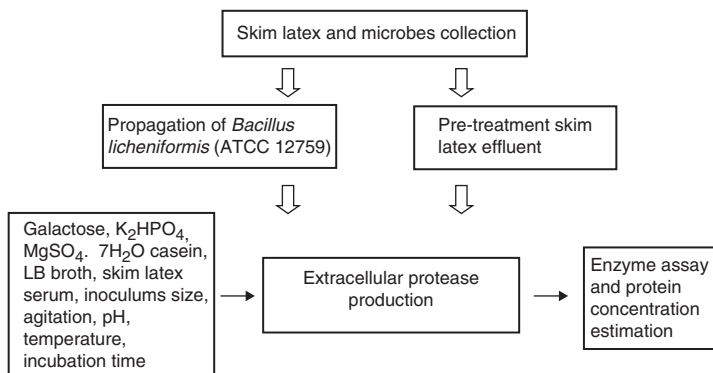 Skim latex and microbes collection
Propagation of Bacillus
licheniformis (ATCC 12759)
Pre-treatment skim
latex effluent
Galactose, K₂HPO₄,
MgSO₄. 7H₂O casein,
LB broth, skim latex
serum, inoculums size,
agitation, pH,
temperature,
incubation time
Extracellular protease
production
Enzyme assay
and protein
concentration
estimation